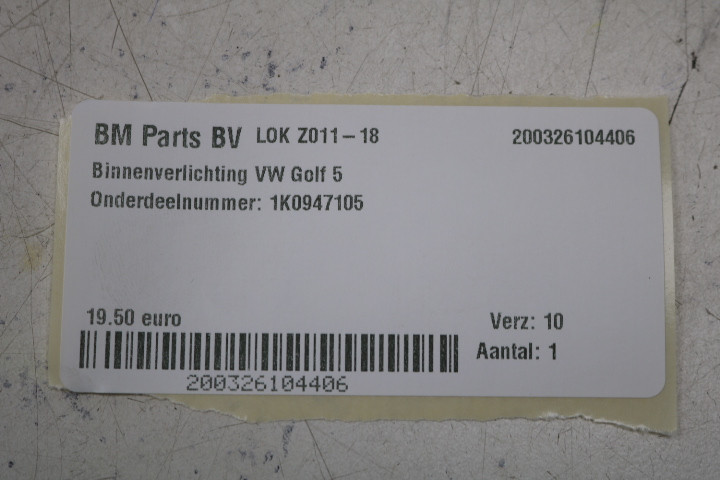 BM Parts BV LOK Z011-18 200326104406
Binnenverlichting VW Golf 5
Onderdeelnummer: 1K0947105
19.50 euro Verz: 10
Aantal: 1
200326104406